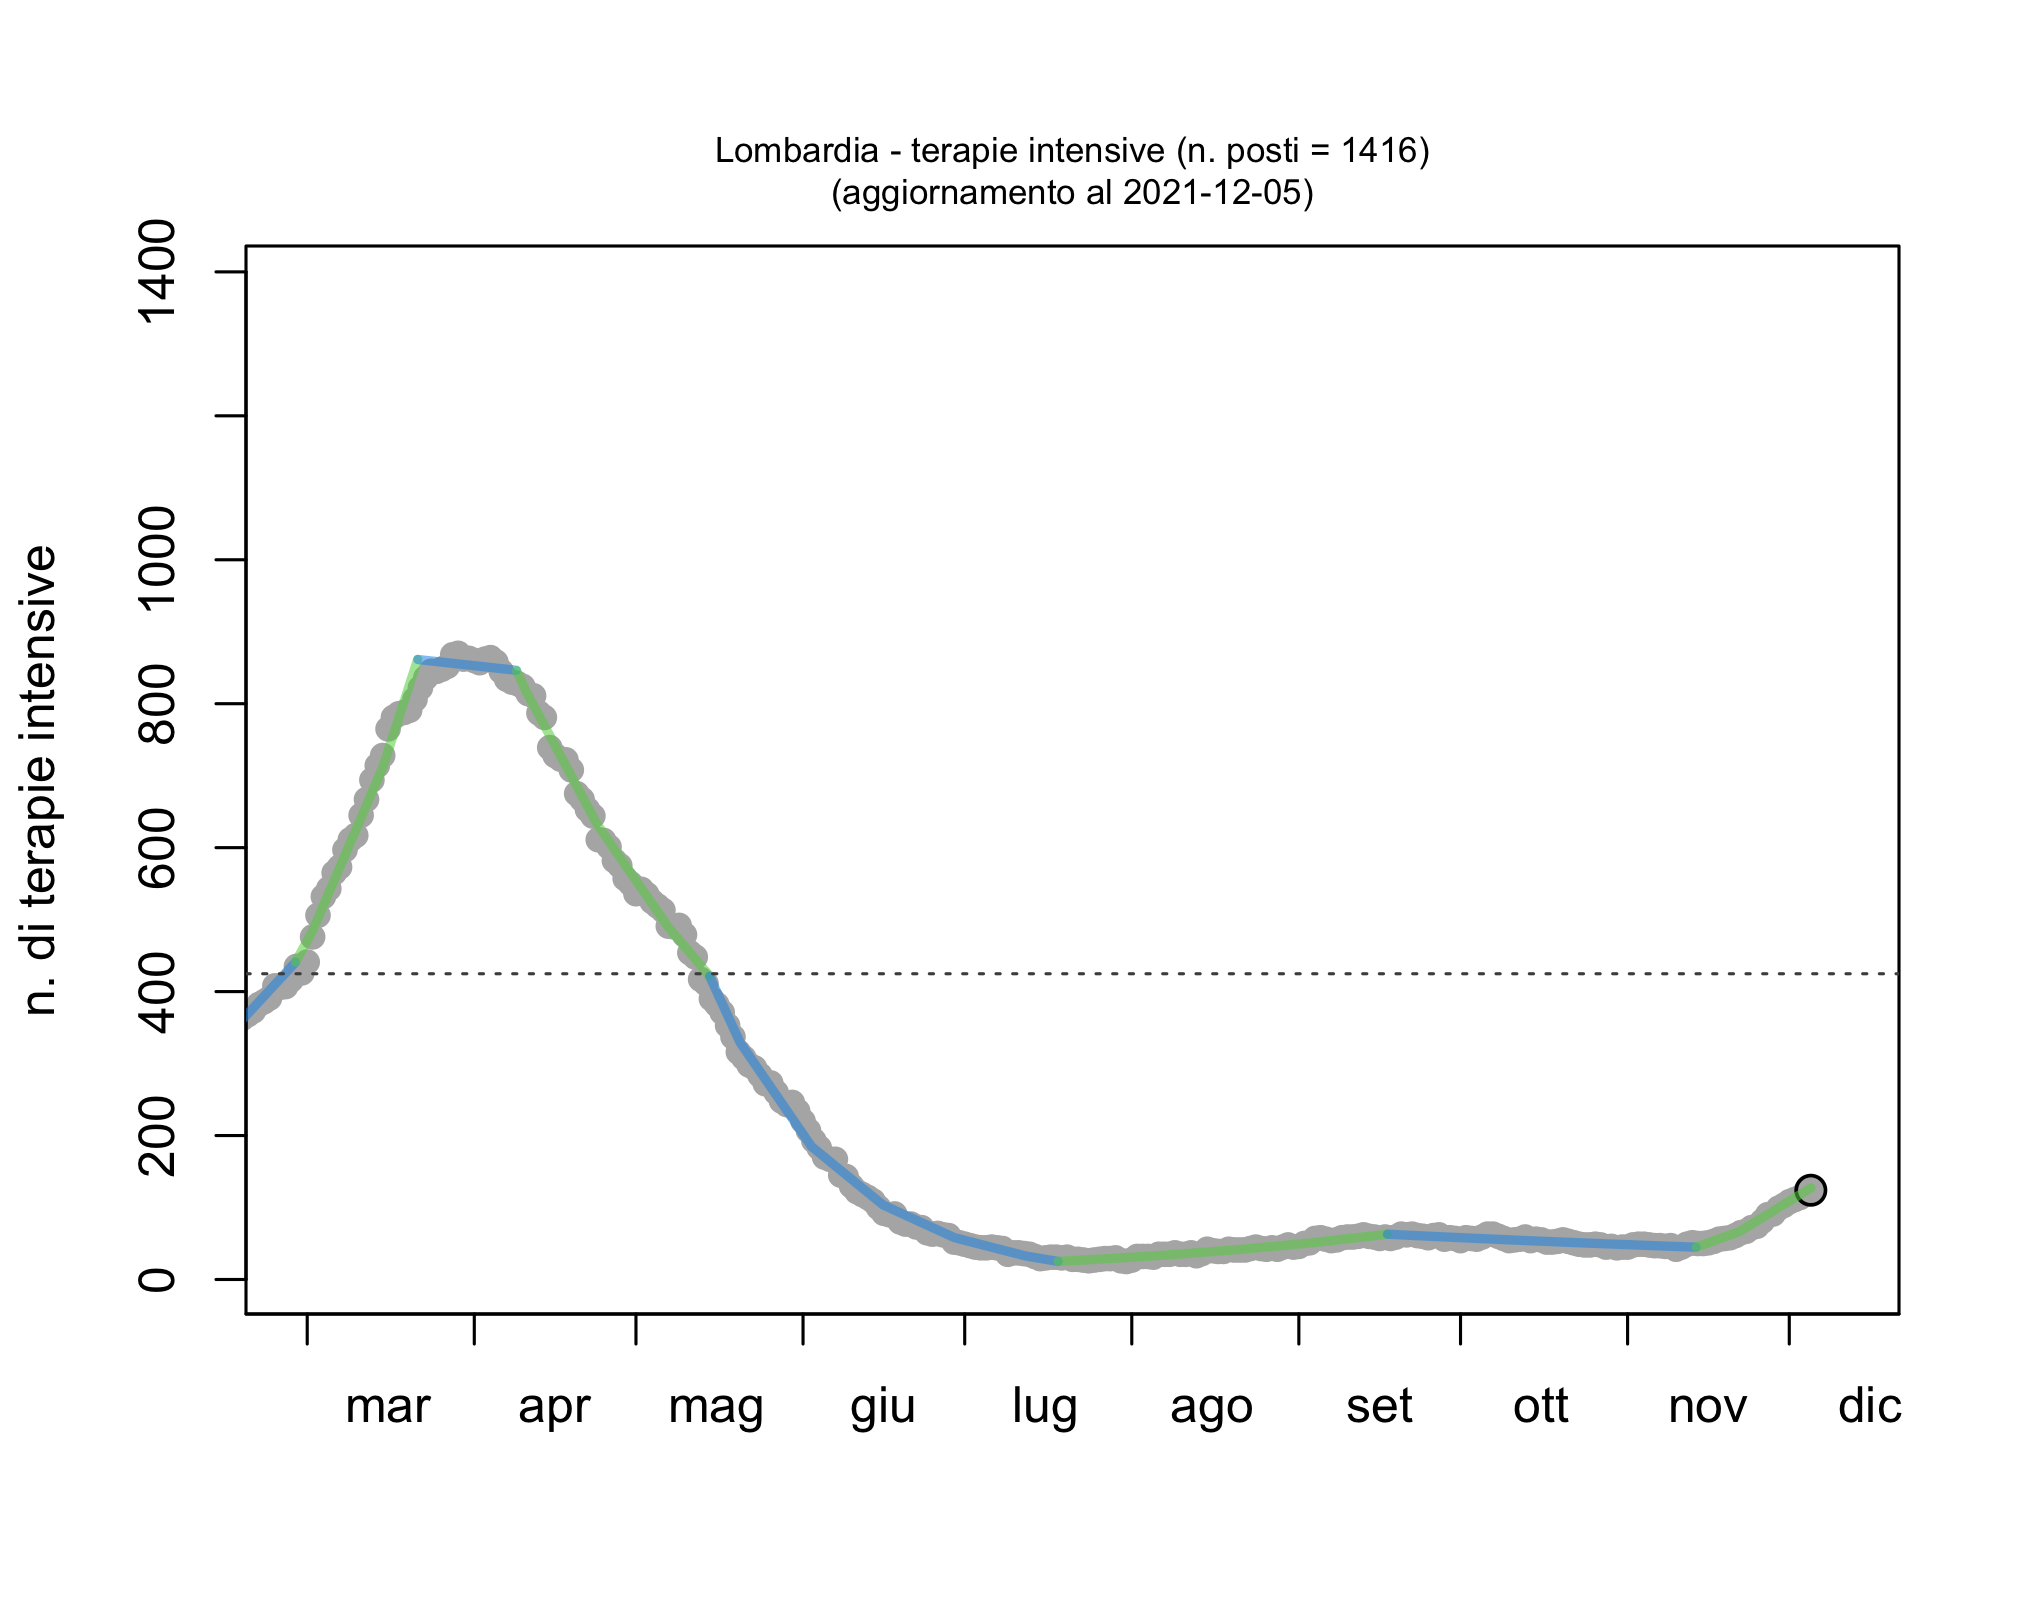 Lombardia - terapie intensive (n. posti = 1416)
(aggiornamento al 2021-12-05)
n. di terapie intensive
1400
1000
800
600
400
200
0
mar apr mag giu lug ago set ott nov dic